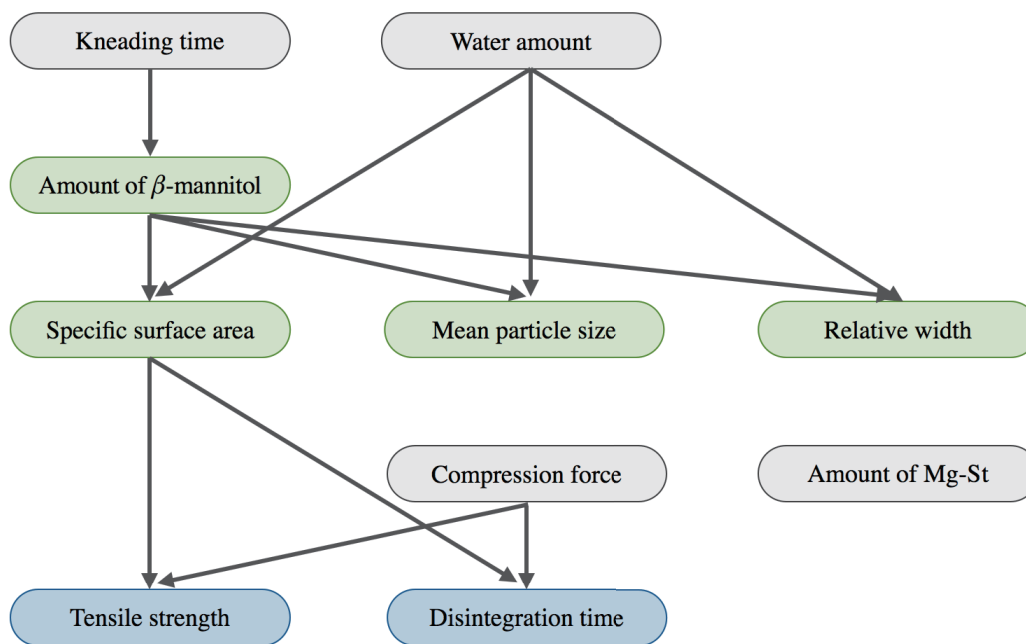 Kneading time
Water amount
Amount of β-mannitol
Specific surface area
Mean particle size
Relative width
Compression force
Amount of Mg-St
Tensile strength
Disintegration time